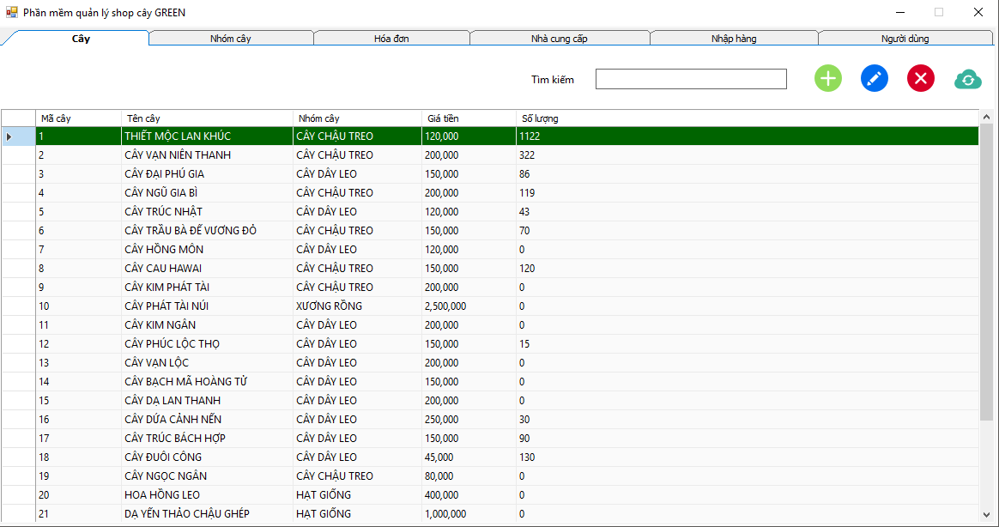 Phần mềm quản lý shop cây GREEN
Cây Nhóm cây Hóa đơn Nhà cung cấp Nhập hàng Người dùng
Tìm kiếm
Mã cây Tên cây Nhóm cây Giá tiền Số lượng
1 THIẾT MỘC LAN KHÚC CÂY CHẬU TREO 120,000 1122
2 CÂY VẠN NIÊN THANH CÂY CHẬU TREO 200,000 322
3 CÂY ĐẠI PHÚ GIA CÂY DÂY LEO 150,000 86
4 CÂY NGŨ GIA BÌ CÂY CHẬU TREO 200,000 119
5 CÂY TRÚC NHẬT CÂY DÂY LEO 120,000 43
6 CÂY TRẦU BÀ ĐẾ VƯƠNG ĐỎ CÂY CHẬU TREO 150,000 70
7 CÂY HỒNG MÔN CÂY DÂY LEO 120,000 0
8 CÂY CAU HAWAI CÂY CHẬU TREO 150,000 120
9 CÂY KIM PHÁT TÀI CÂY CHẬU TREO 200,000 0
10 CÂY PHÁT TÀI NÚI XƯƠNG RỒNG 2,500,000 0
11 CÂY KIM NGÂN CÂY DÂY LEO 200,000 0
12 CÂY PHÚC LỘC THỌ CÂY DÂY LEO 150,000 15
13 CÂY VẠN LỘC CÂY DÂY LEO 200,000 0
14 CÂY BẠCH MÃ HOÀNG TỬ CÂY DÂY LEO 150,000 0
15 CÂY DẠ LAN THANH CÂY DÂY LEO 200,000 0
16 CÂY DỨA CẢNH NẾN CÂY DÂY LEO 250,000 30
17 CÂY TRÚC BÁCH HỢP CÂY DÂY LEO 150,000 90
18 CÂY ĐUÔI CÔNG CÂY DÂY LEO 45,000 130
19 CÂY NGỌC NGÂN CÂY CHẬU TREO 80,000 0
20 HOA HỒNG LEO HẠT GIỐNG 400,000 0
21 DẠ YẾN THẢO CHẬU GHÉP HẠT GIỐNG 1,000,000 0